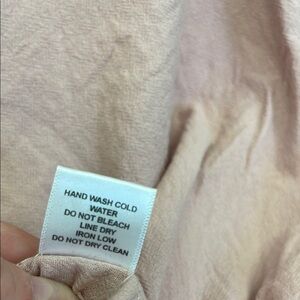 HAND WASH COLD
WATER
DO NOT BLEACH
LINE DRY
IRON LOW
DO NOT DRY CLEAN